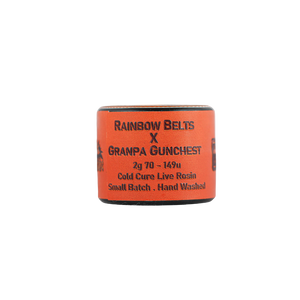 Rainbow Belts
X
Granpa Gunchest
2g 70 - 149u
Cold Cure Live Rosin
Small Batch . Hand Washed